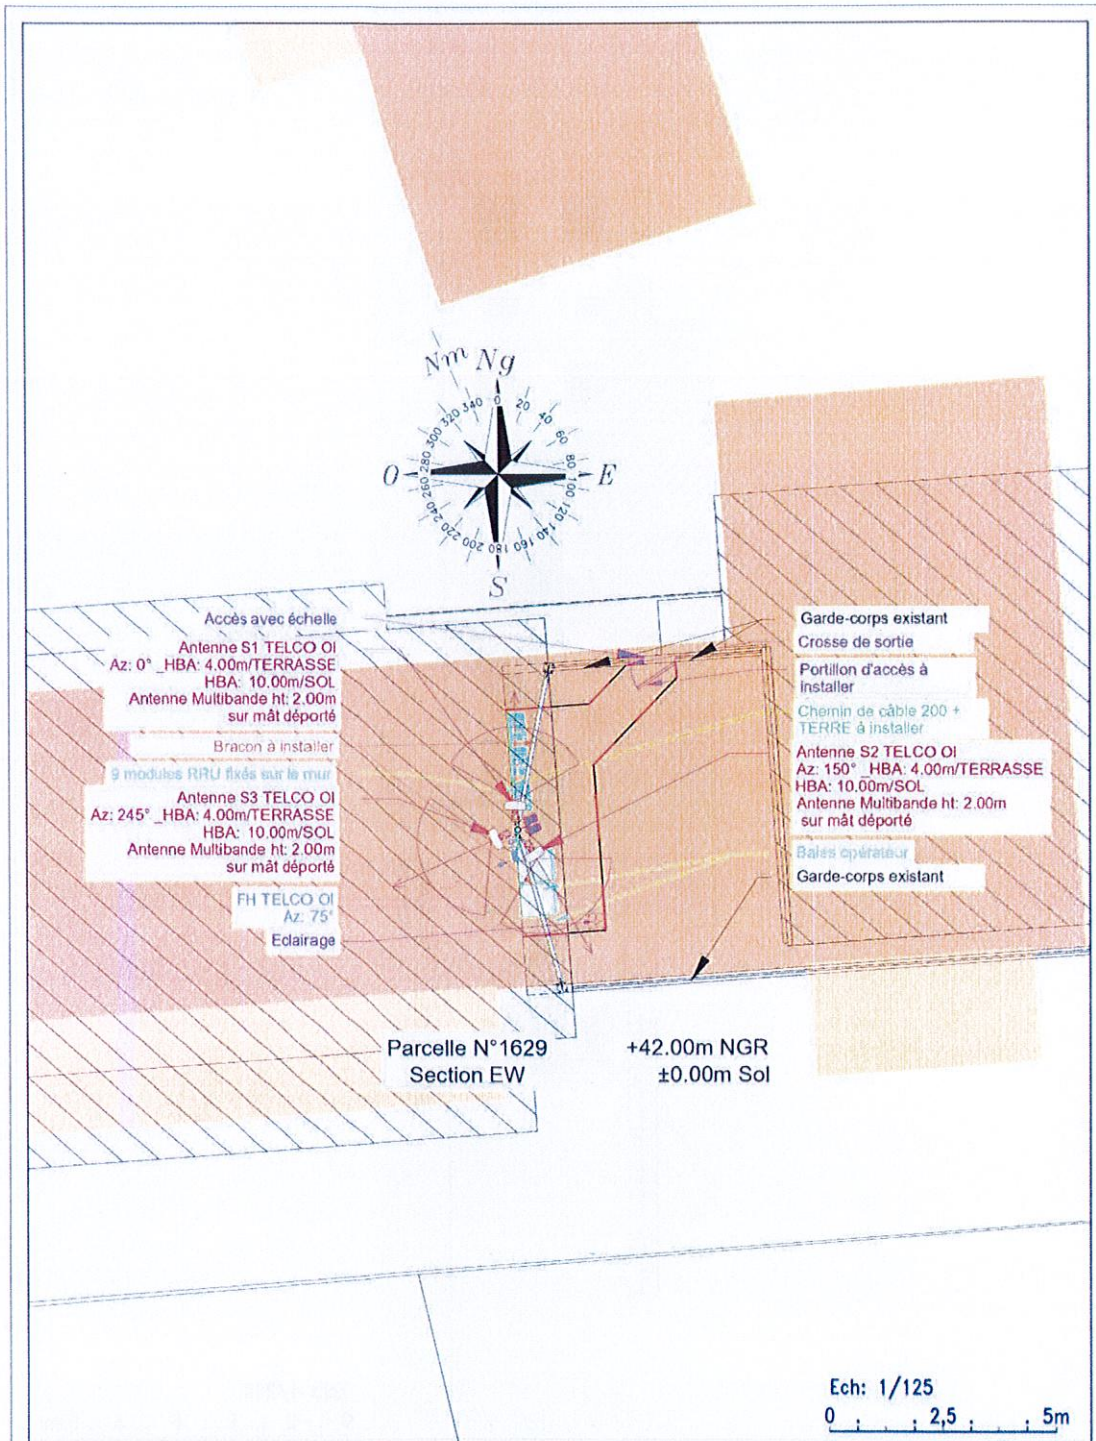 Nm Ng
0 20 40 60 80 100 120 140 160 180 200 220 240 260 280 300 320 340
O E
S
Accès avec échelle
Antenne S1 TELCO OI
Az: 0° _HBA: 4.00m/TERRASSE
HBA: 10.00m/SOL
Antenne Multibande ht: 2.00m
sur mât déporté
Bracon à installer
9 modules RRU fixés sur le mur
Antenne S3 TELCO OI
Az: 245° _HBA: 4.00m/TERRASSE
HBA: 10.00m/SOL
Antenne Multibande ht: 2.00m
sur mât déporté
FH TELCO OI
Az: 75°
Eclairage
Garde-corps existant
Crosse de sortie
Portillon d'accès à
installer
Chemin de câble 200 +
TERRE à installer
Antenne S2 TELCO OI
Az: 150° _HBA: 4.00m/TERRASSE
HBA: 10.00m/SOL
Antenne Multibande ht: 2.00m
sur mât déporté
Baies opérateur
Garde-corps existant
Parcelle N°1629
Section EW
+42.00m NGR
±0.00m Sol
Ech: 1/125
0 2,5 5m